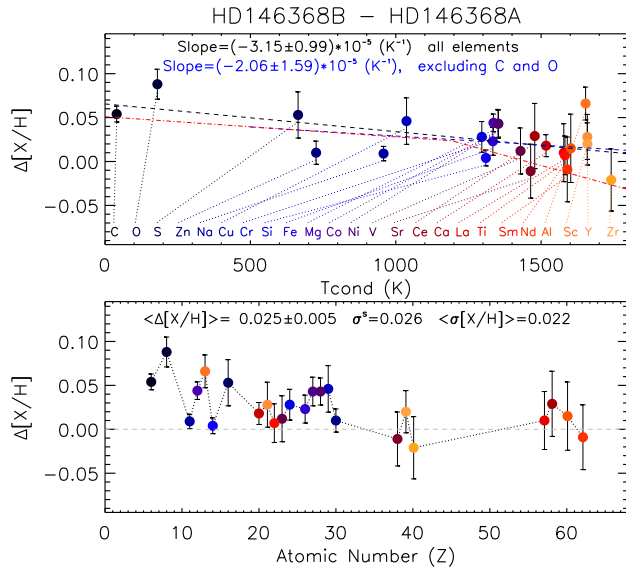 HD146368B − HD146368A
Slope=(−3.15±0.99)*10⁻⁵ (K⁻¹) all elements
Slope=(−2.06±1.59)*10⁻⁵ (K⁻¹), excluding C and O
Δ[X/H]
0.10
0.05
0.00
−0.05
C O S Zn Na Cu Cr Si Fe Mg Co Ni V Sr Ce Ca La Ti Sm Nd Al Sc Y Zr
0 500 1000 1500
Tcond (K)
<Δ[X/H]>= 0.025±0.005 σˢ=0.026 <σ[X/H]>=0.022
Δ[X/H]
0.10
0.05
0.00
−0.05
0 10 20 30 40 50 60
Atomic Number (Z)